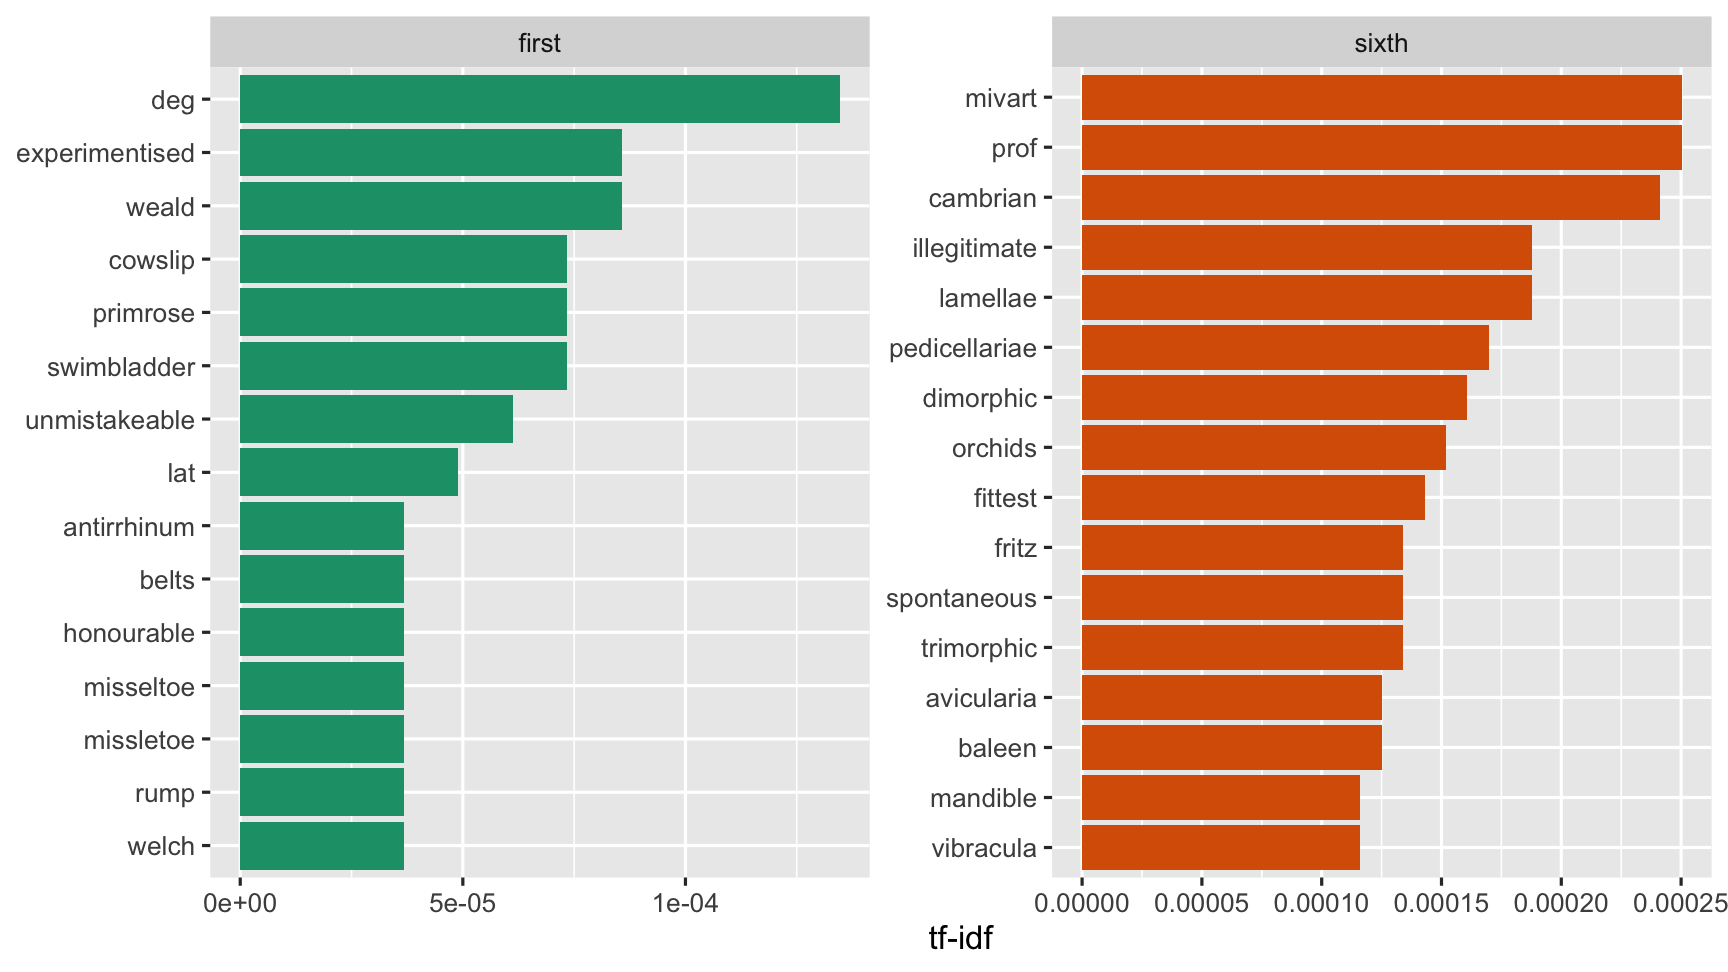 first
deg
experimentised
weald
cowslip
primrose
swimbladder
unmistakeable
lat
antirrhinum
belts
honourable
misseltoe
missletoe
rump
welch
0e+00 5e-05 1e-04
sixth
mivart
prof
cambrian
illegitimate
lamellae
pedicellariae
dimorphic
orchids
fittest
fritz
spontaneous
trimorphic
avicularia
baleen
mandible
vibracula
0.00000 0.00005 0.00010 0.00015 0.00020 0.00025
tf-idf